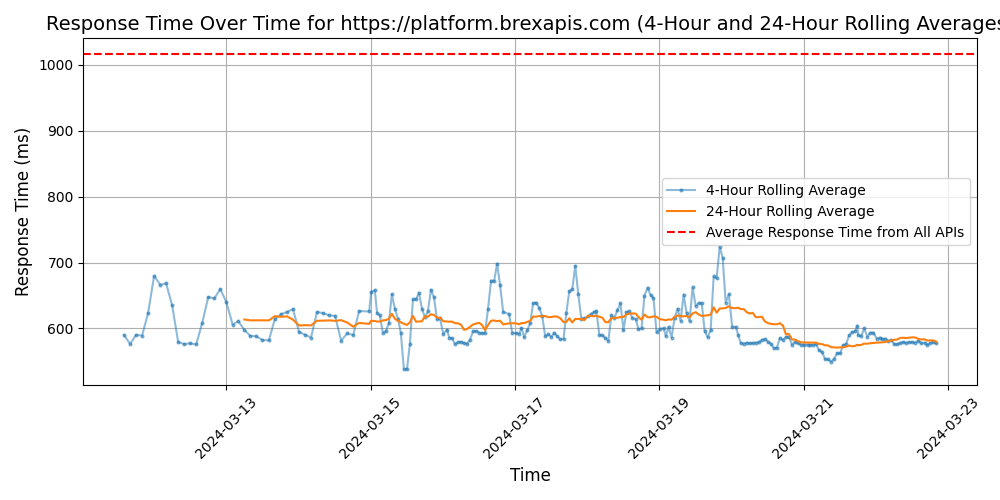 Response Time Over Time for https://platform.brexapis.com (4-Hour and 24-Hour Rolling Averages
Response Time (ms)
1000
900
800
700
600
4-Hour Rolling Average
24-Hour Rolling Average
Average Response Time from All APIs
2024-03-13
2024-03-15
2024-03-17
2024-03-19
2024-03-21
2024-03-23
Time